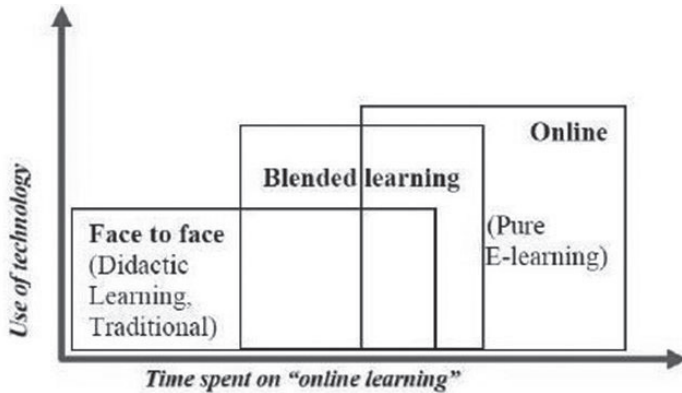 Use of technology
Online
Blended learning
Face to face
(Didactic
Learning,
Traditional)
(Pure
E-learning)
Time spent on “online learning”